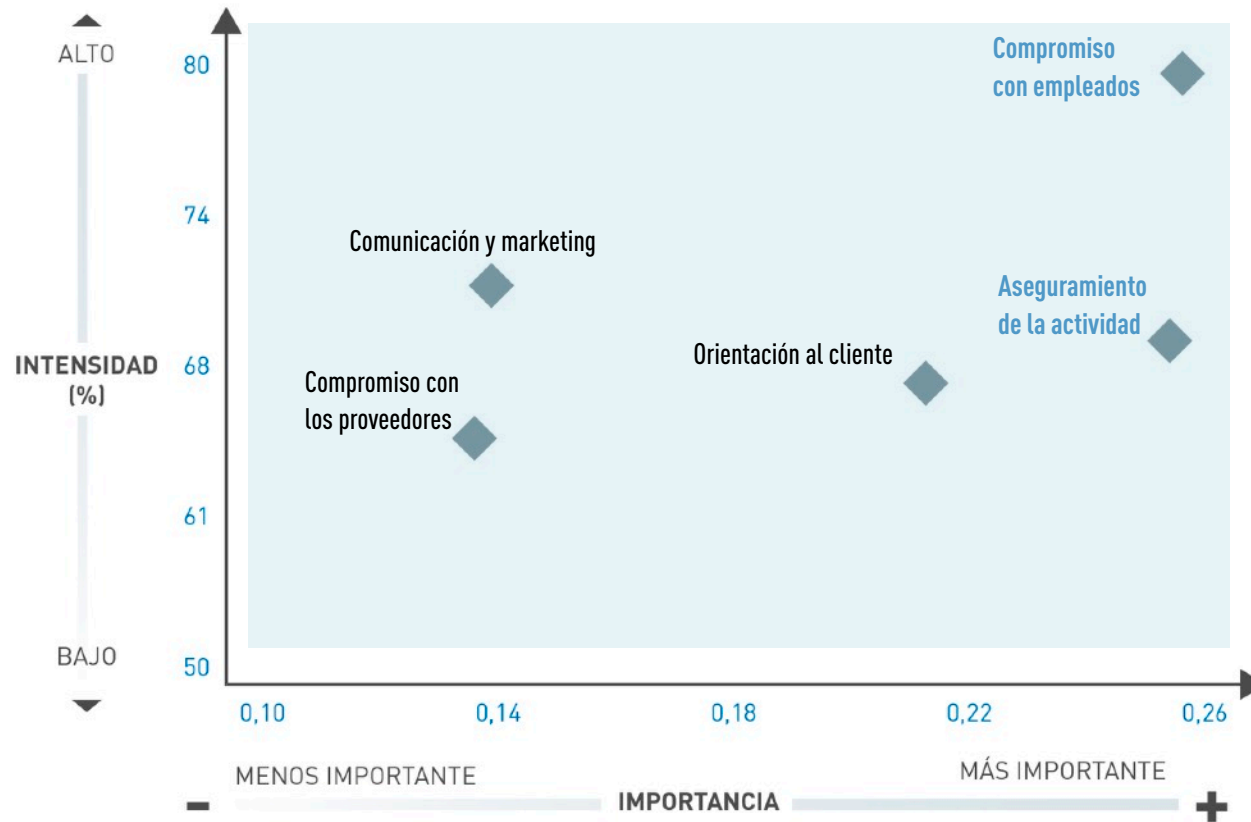 ALTO
80
Compromiso
con empleados
74
Comunicación y marketing
Aseguramiento
de la actividad
INTENSIDAD
(%)
68
Orientación al cliente
Compromiso con
los proveedores
61
BAJO
50
0,10 0,14 0,18 0,22 0,26
MENOS IMPORTANTE MÁS IMPORTANTE
- IMPORTANCIA +